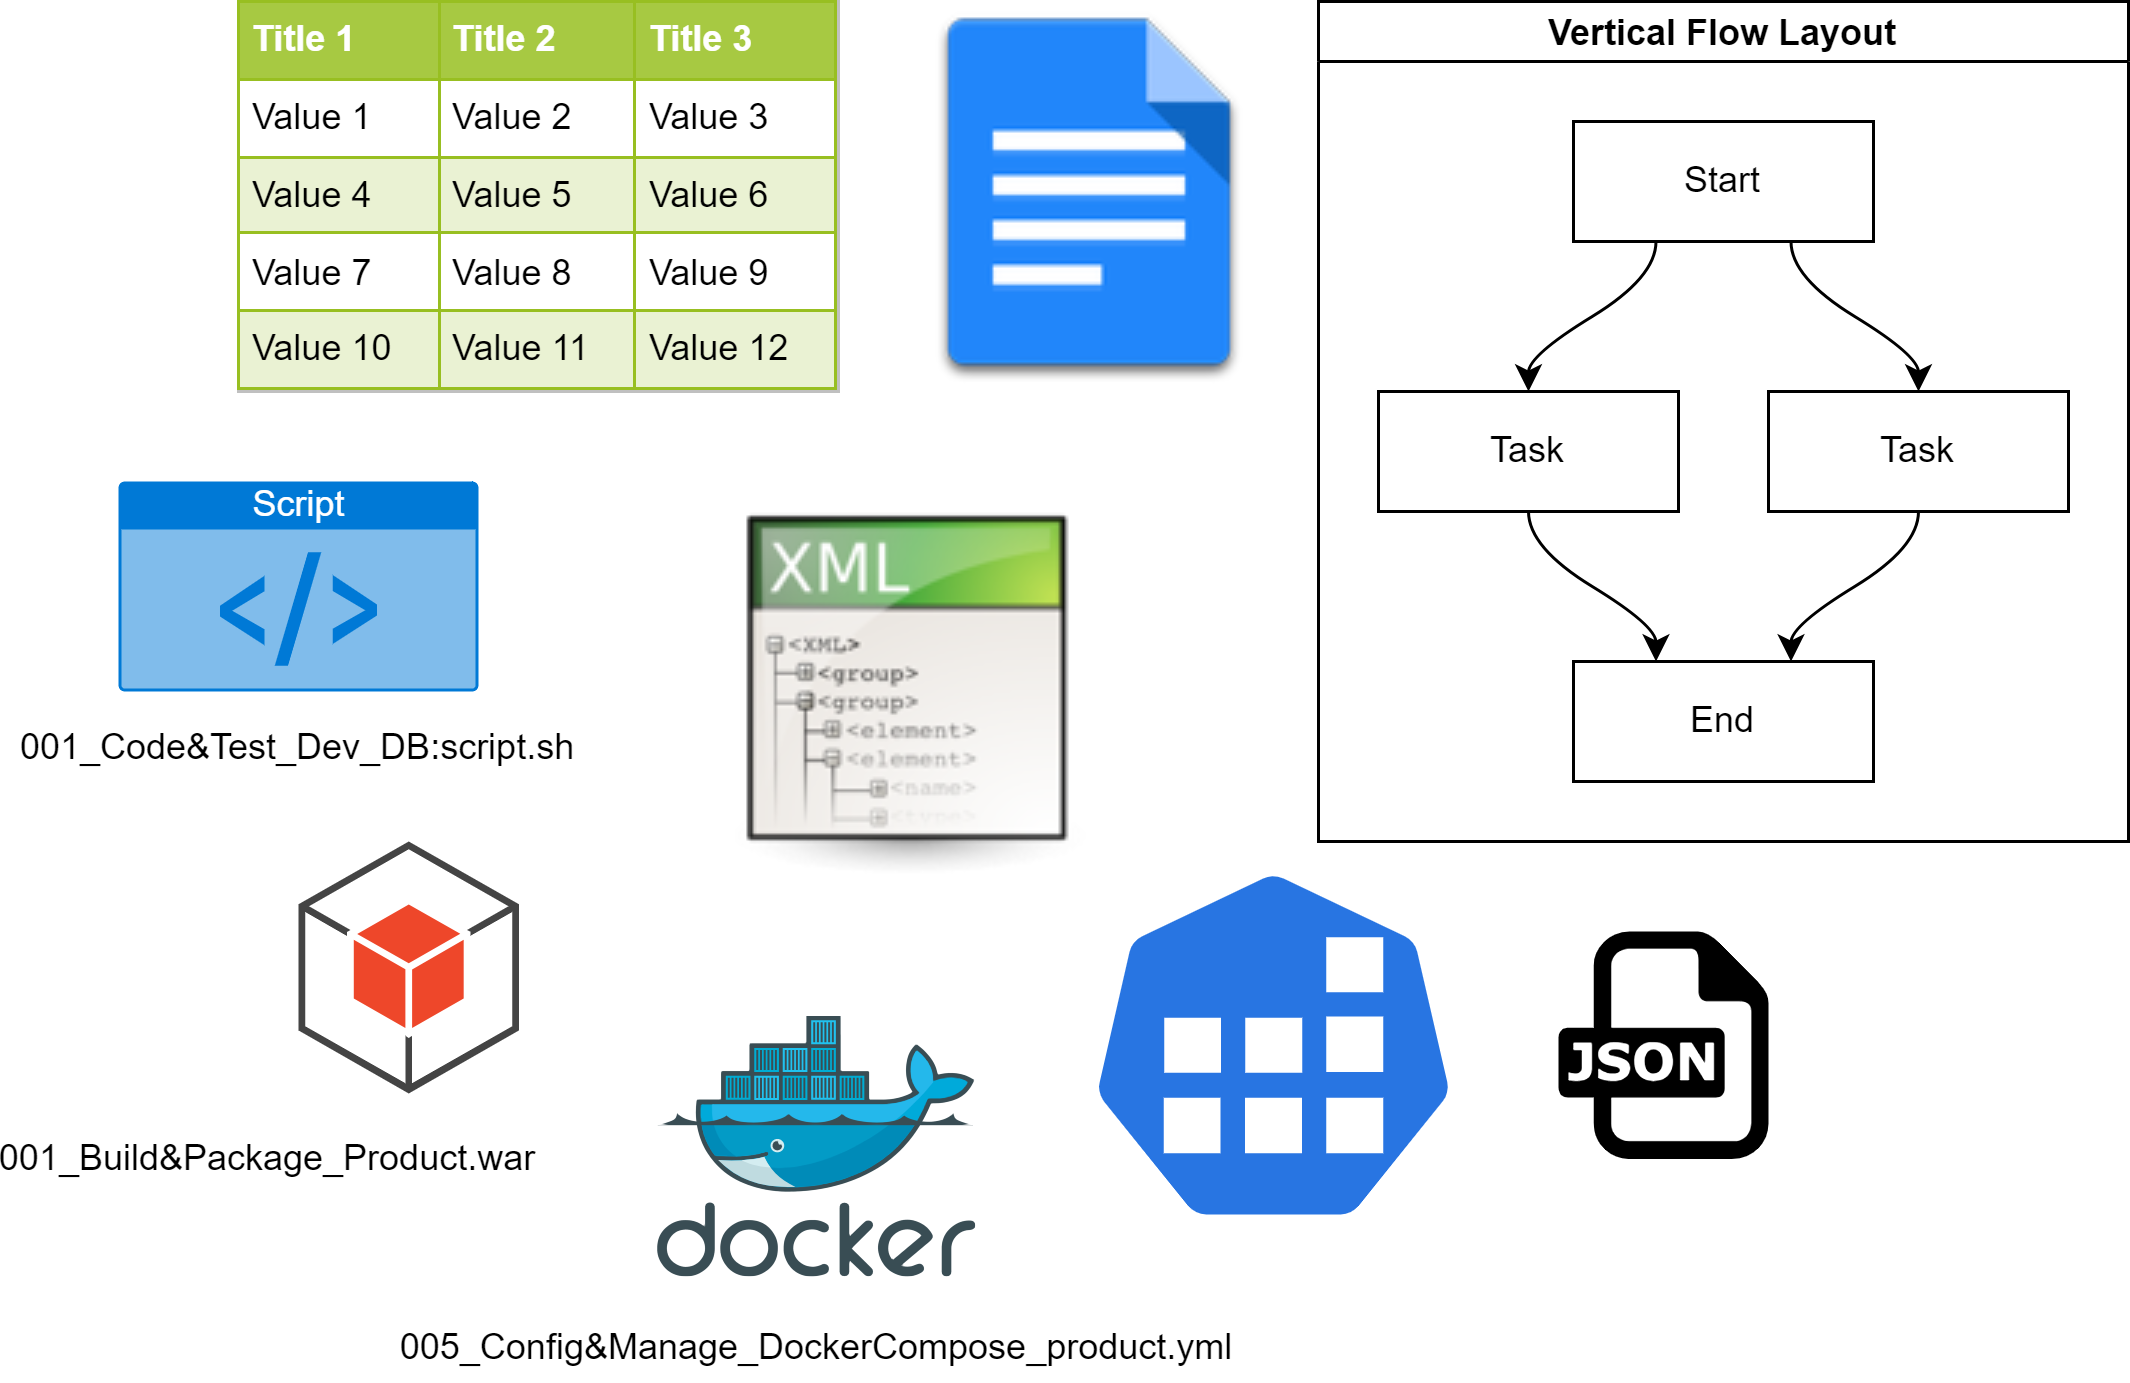 Title 1 Title 2 Title 3
Value 1 Value 2 Value 3
Value 4 Value 5 Value 6
Value 7 Value 8 Value 9
Value 10 Value 11 Value 12
Vertical Flow Layout
Start
Task Task
End
Script
</>
001_Code&Test_Dev_DB:script.sh
XML
<XML>
<group>
<group>
<element>
<element>
<name>
<type>
001_Build&Package_Product.war
docker
JSON
005_Config&Manage_DockerCompose_product.yml